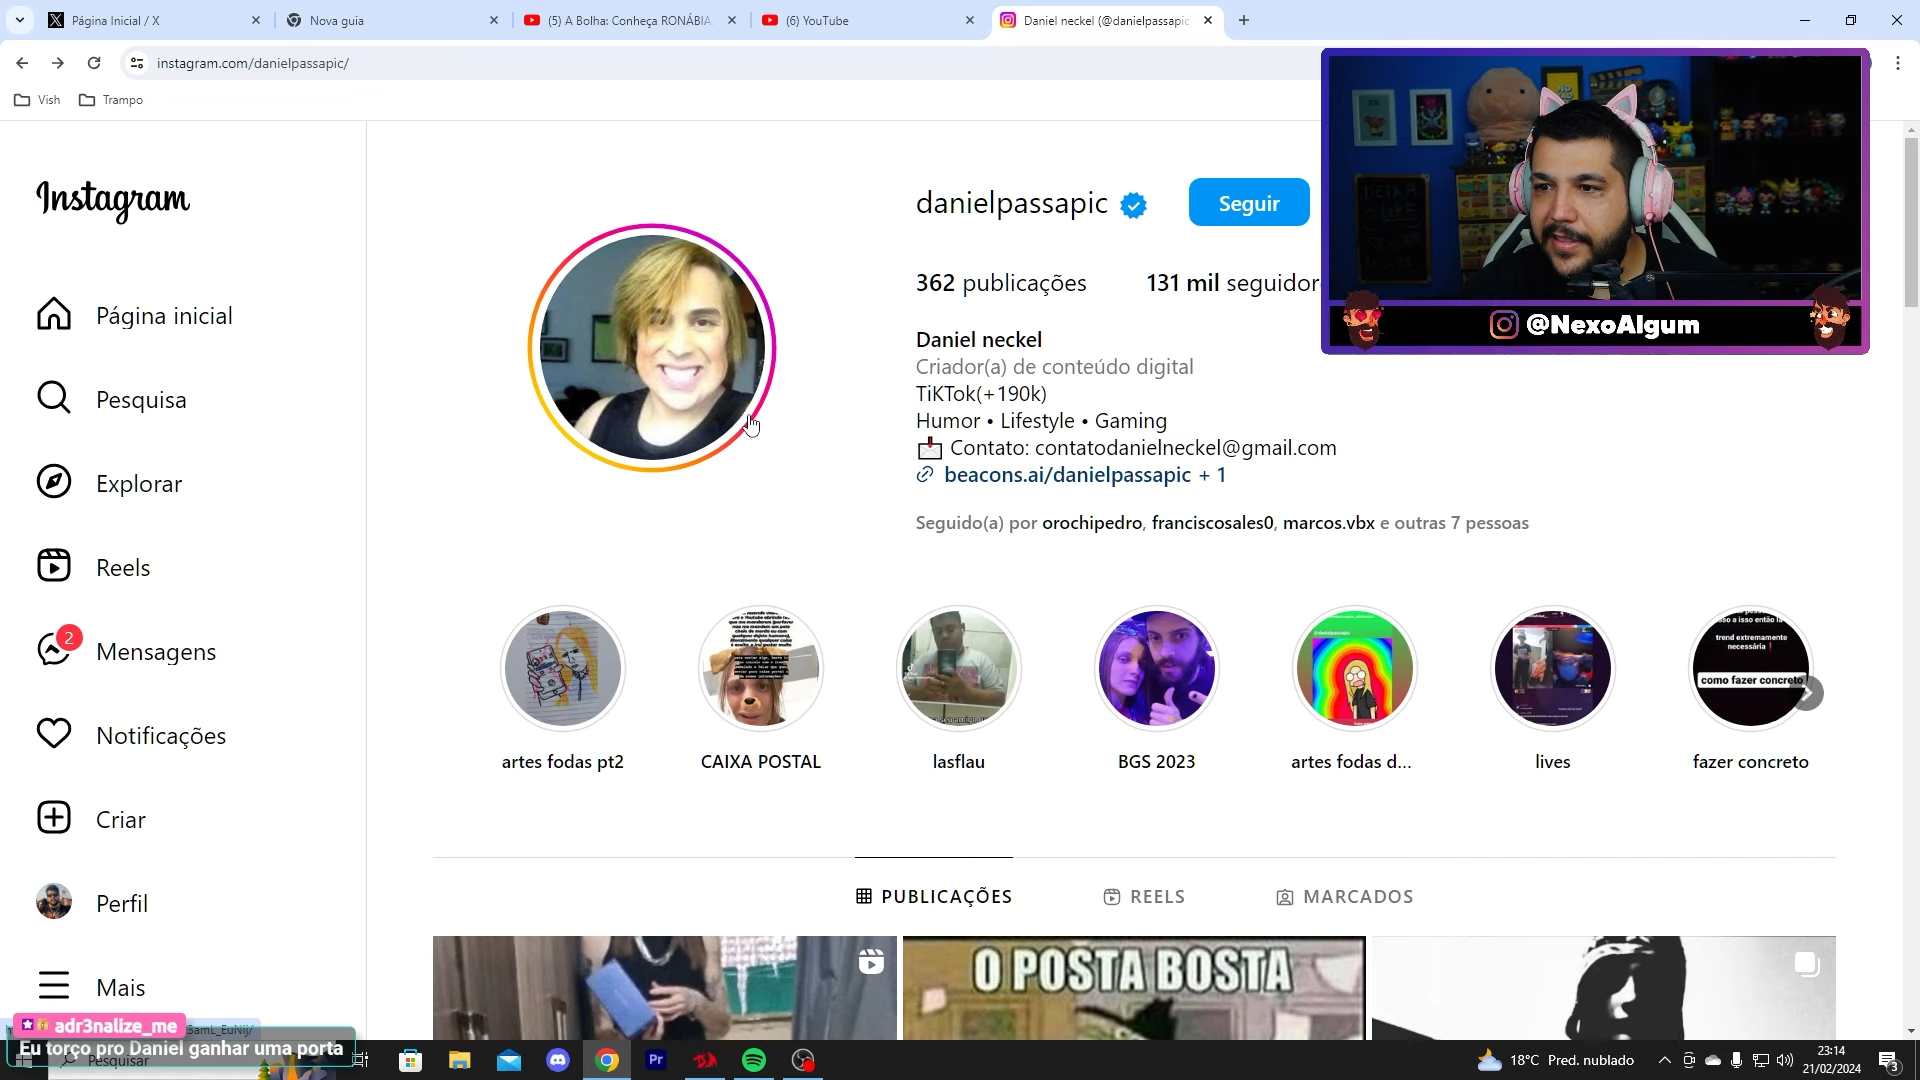 Página Inicial / X
Nova guia
(5) A Bolha: Conheça RONÁBIA
(6) YouTube
Daniel neckel (@danielpassapic
instagram.com/danielpassapic/
Vish
Trampo
Instagram
Página inicial
Pesquisa
Explorar
Reels
2
Mensagens
Notificações
Criar
Perfil
Mais
danielpassapic
Seguir
362 publicações
131 mil seguidor
Daniel neckel
Criador(a) de conteúdo digital
TiKTok(+190k)
Humor • Lifestyle • Gaming
📩 Contato: contatodanielneckel@gmail.com
beacons.ai/danielpassapic + 1
Seguido(a) por orochipedro, franciscosales0, marcos.vbx e outras 7 pessoas
@NexoAlgum
trend extremamente
necessária
como fazer concreto
artes fodas pt2
CAIXA POSTAL
lasflau
BGS 2023
artes fodas d...
lives
fazer concreto
PUBLICAÇÕES
REELS
MARCADOS
O POSTA BOSTA
adr3nalize_me
Eu torço pro Daniel ganhar uma porta
Pesquisar
Pr
18°C Pred. nublado
23:14
21/02/2024
3